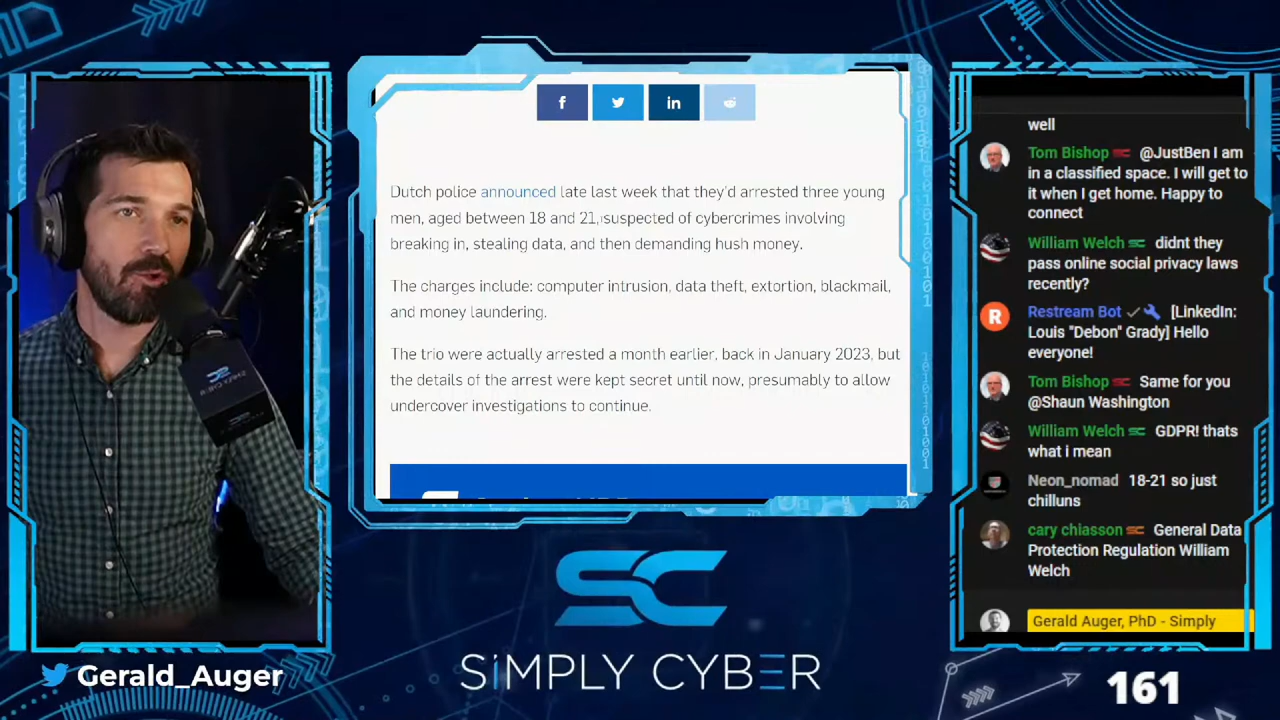 Dutch police announced late last week that they'd arrested three young
men, aged between 18 and 21, suspected of cybercrimes involving
breaking in, stealing data, and then demanding hush money.
The charges include: computer intrusion, data theft, extortion, blackmail,
and money laundering.
The trio were actually arrested a month earlier, back in January 2023, but
the details of the arrest were kept secret until now, presumably to allow
undercover investigations to continue.
SC
SiMPLY CYBER
Gerald_Auger
well
Tom Bishop @JustBen I am
in a classified space. I will get to
it when I get home. Happy to
connect
William Welch didnt they
pass online social privacy laws
recently?
Restream Bot [LinkedIn:
Louis "Debon" Grady] Hello
everyone!
Tom Bishop Same for you
@Shaun Washington
William Welch GDPR! thats
what i mean
Neon_nomad 18-21 so just
chilluns
cary chiasson General Data
Protection Regulation William
Welch
Gerald Auger, PhD - Simply
161